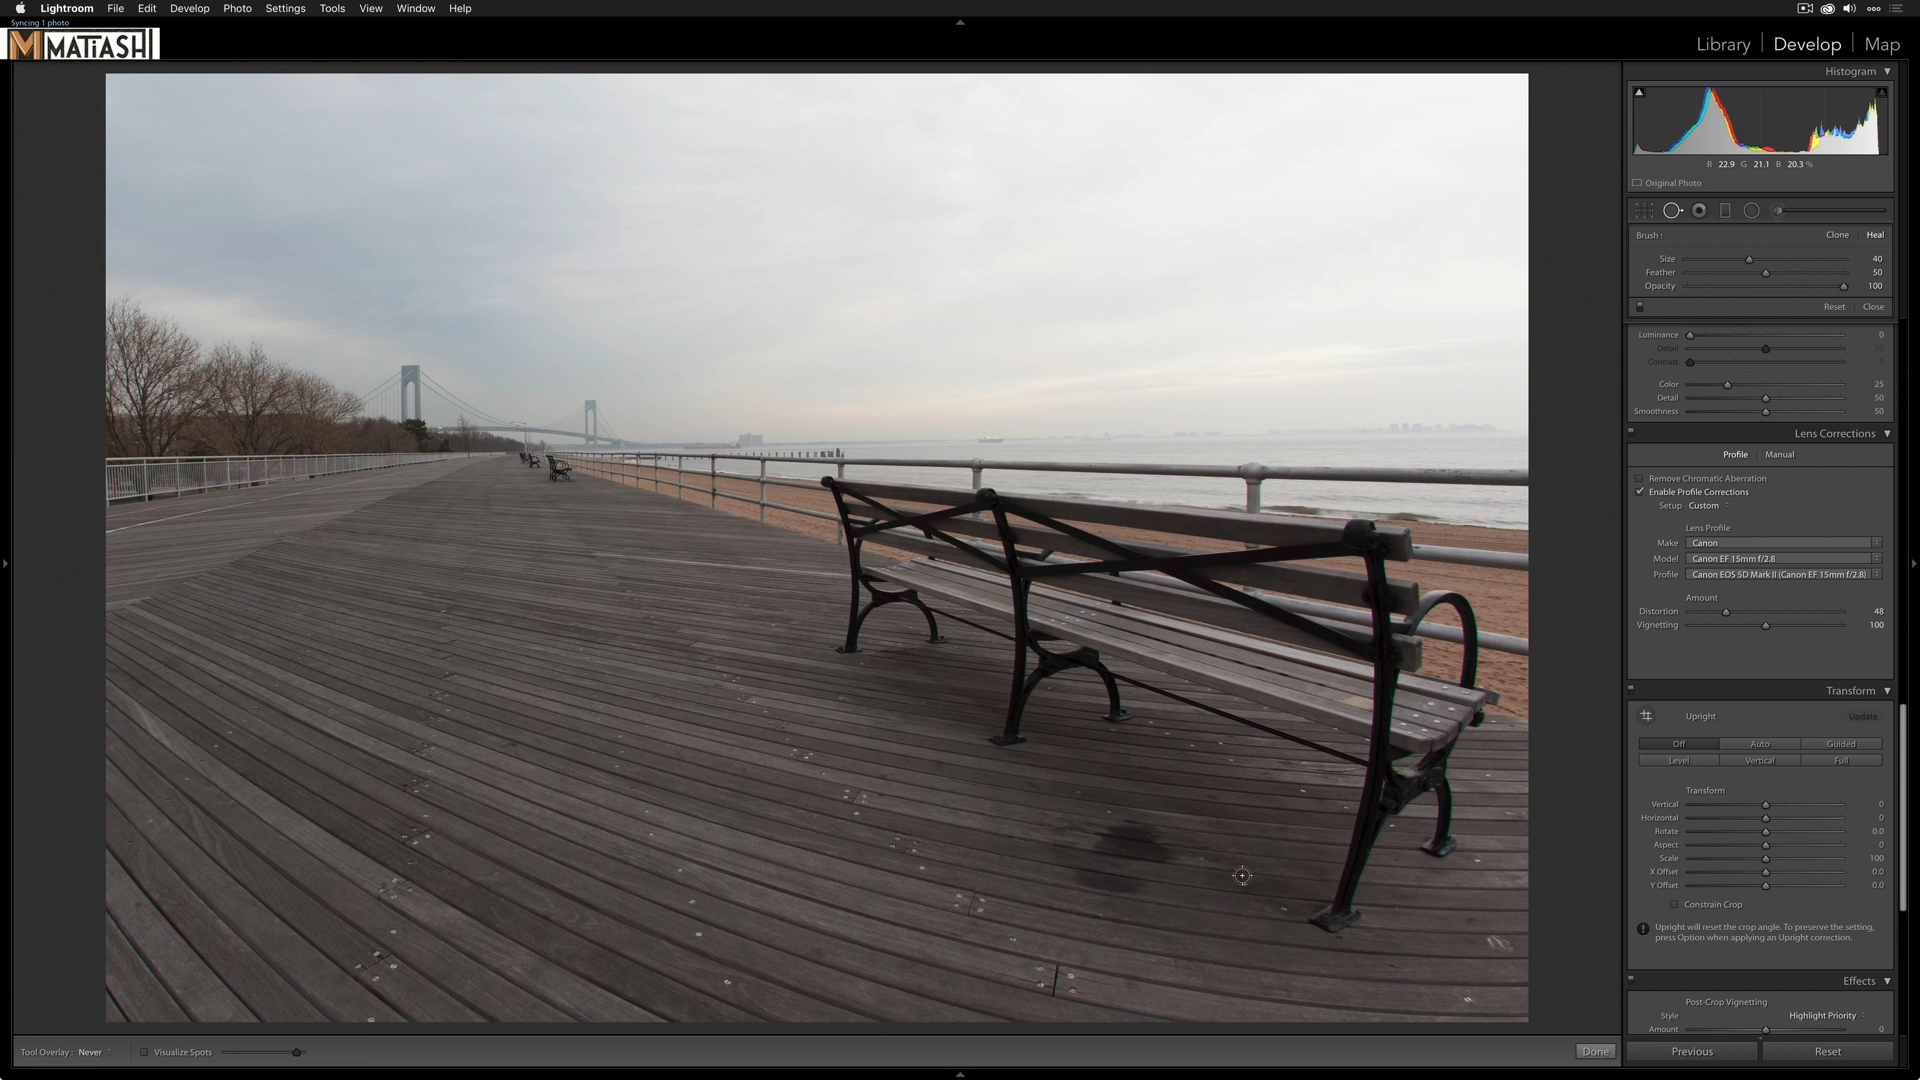 Lightroom File Edit Develop Photo Settings Tools View Window Help
Syncing 1 photo
M MATIASH
Library Develop Map
Histogram
R 22.9 G 21.1 B 20.3 %
Original Photo
Brush : Clone Heal
Size 40
Feather 50
Opacity 100
Reset Close
Luminance 0
Detail 50
Contrast 0
Color 25
Detail 50
Smoothness 50
Lens Corrections
Profile Manual
Remove Chromatic Aberration
Enable Profile Corrections
Setup Custom
Lens Profile
Make Canon
Model Canon EF 15mm f/2.8
Profile Canon EOS 5D Mark II (Canon EF 15mm f/2.8)
Amount
Distortion 48
Vignetting 100
Transform
Upright Update
Off Auto Guided
Level Vertical Full
Transform
Vertical 0
Horizontal 0
Rotate 0.0
Aspect 0
Scale 100
X Offset 0.0
Y Offset 0.0
Constrain Crop
Upright will reset the crop angle. To preserve the setting,
press Option when applying an Upright correction.
Effects
Post-Crop Vignetting
Style Highlight Priority
Amount 0
Tool Overlay : Never Visualize Spots Done Previous Reset